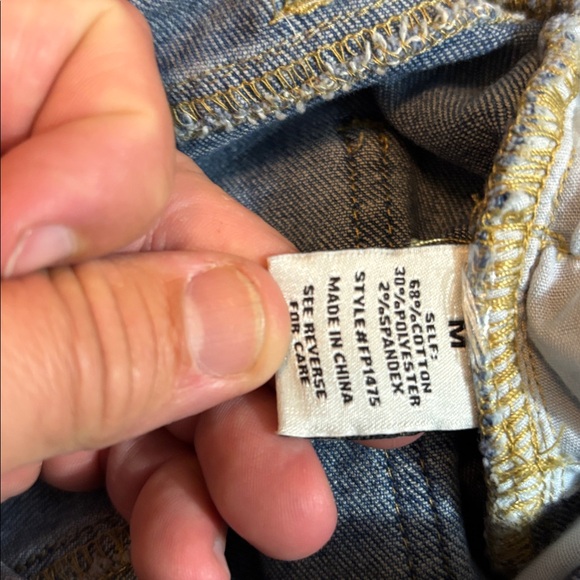 M
SELF:
68%COTTON
30%POLYESTER
2%SPANDEX
STYLE#FP1475
MADE IN CHINA
SEE REVERSE
FOR CARE